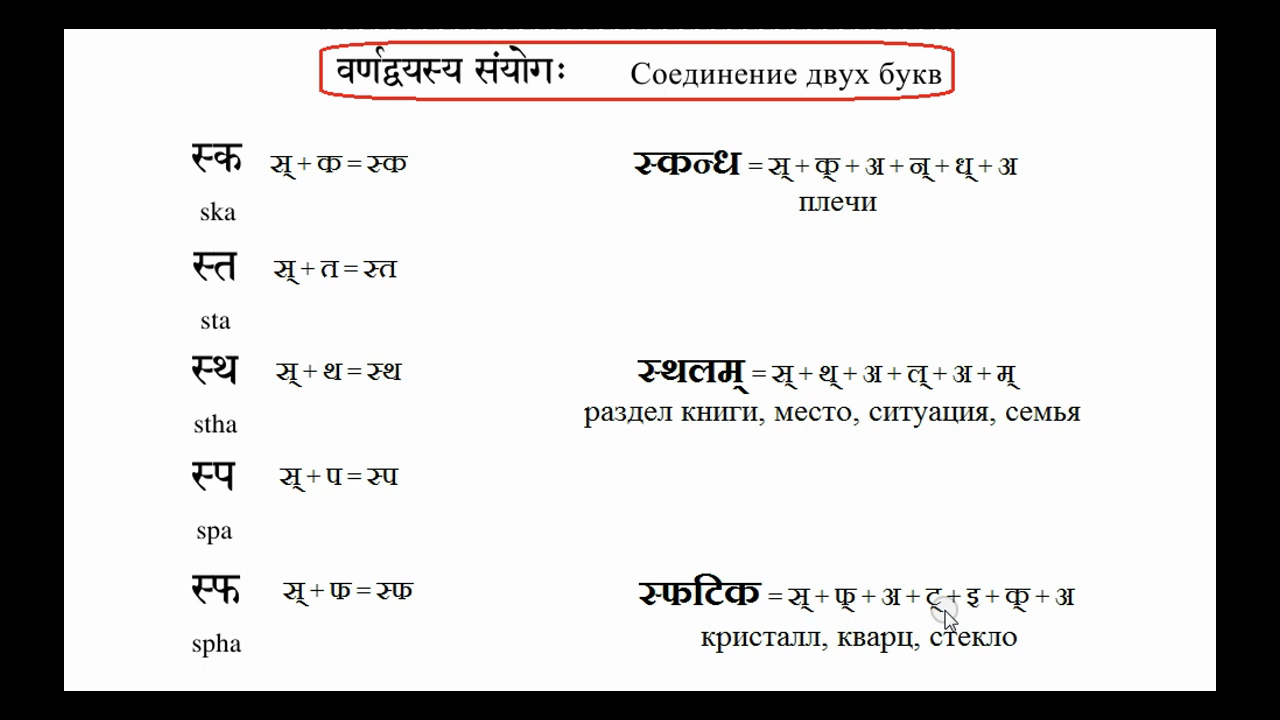 वर्णद्वयस्य संयोगः Соединение двух букв
स्क स् + क = स्क स्कन्ध = स् + क् + अ + न् + ध् + अ
ska плечи
स्त स् + त = स्त
sta
स्थ स् + थ = स्थ स्थलम् = स् + थ् + अ + ल् + अ + म्
stha раздел книги, место, ситуация, семья
स्प स् + प = स्प
spa
स्फ स् + फ = स्फ स्फटिक = स् + फ् + अ + ट् + इ + क् + अ
spha кристалл, кварц, стекло